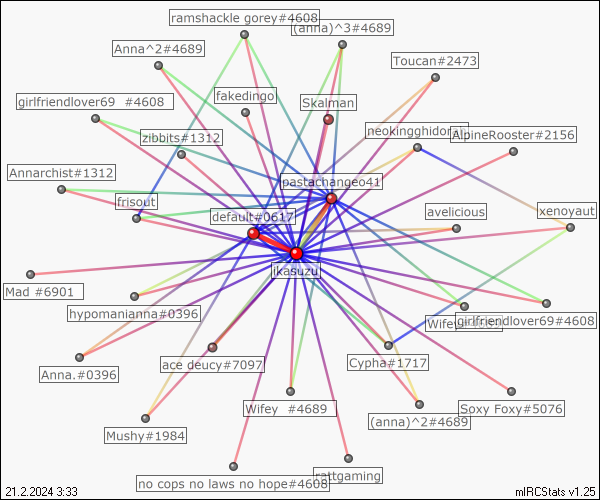 ramshackle gorey#4608
(anna)^3#4689
Anna^2#4689
Toucan#2473
fakedingo
girlfriendlover69 #4608
Skalman
zibbits#1312
AlpineRooster#2156
Annarchist#1312
pastachangeo41
frisout
default#0617
avelicious
xenoyaut
ikasuzu
Mad #6901
hypomanianna#0396
girlfriendlover69#4608
ace deucy#7097
Cypha#1717
Anna.#0396
Wifey #4689
Soxy Foxy#5076
(anna)^2#4689
Mushy#1984
no cops no laws no hope#4608
rattgaming
21.2.2024 3:33
mIRCStats v1.25